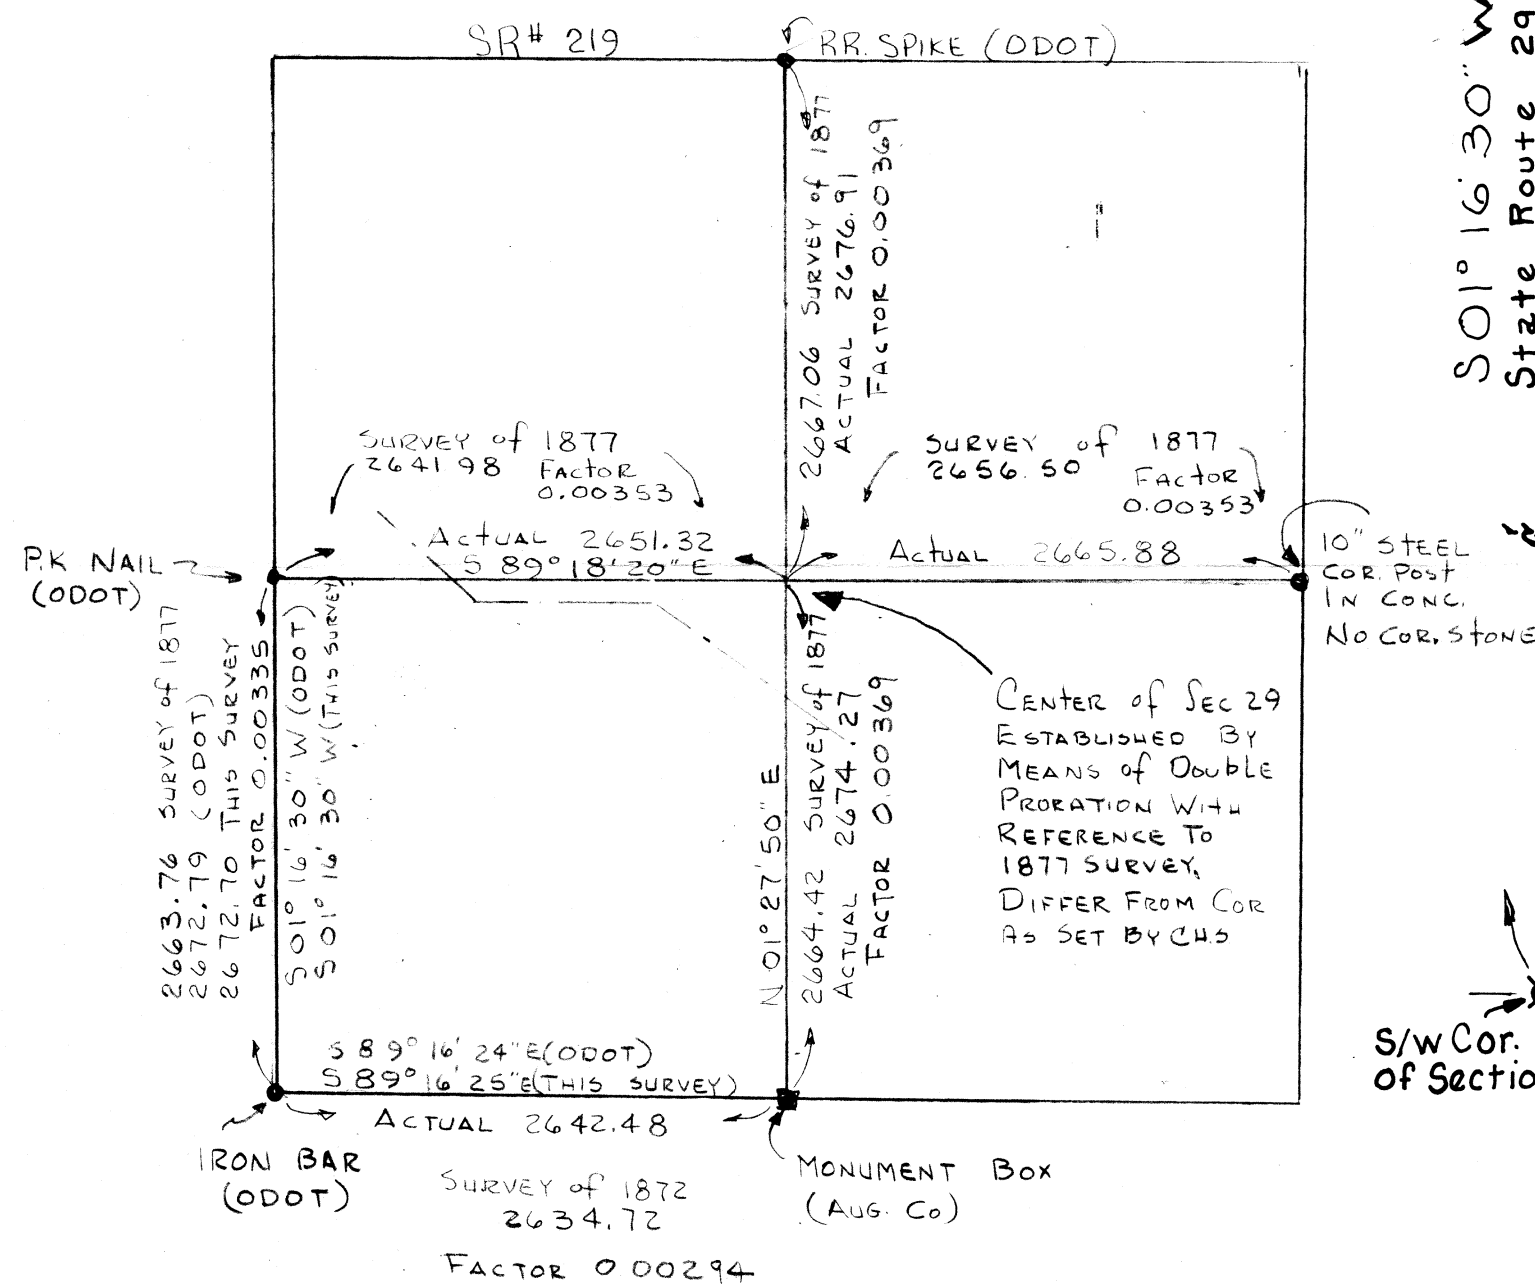 SR# 219
RR. SPIKE (ODOT)
S01° 16' 30" W
State Route 29
2667.06 SURVEY of 1877
ACTUAL 2676.91
FACTOR 0.00369
SURVEY of 1877
2641 98 FACTOR
0.00353
SURVEY of 1877
2656.50 FACTOR
0.00353
ACTUAL 2651.32
S 89° 18' 20" E
ACTUAL 2665.88
P.K NAIL
(ODOT)
10" STEEL
COR. POST
IN CONC.
NO COR. STONE
2663.76 SURVEY of 1877
2672.79 (ODOT)
2672.70 THIS SURVEY
FACTOR 0.00335
S01° 16' 30" W (ODOT)
S 01° 16' 30" W (THIS SURVEY)
N 01° 27' 50" E
2664.42 SURVEY of 1877
ACTUAL 2674.27
FACTOR 0.00369
CENTER of SEC 29
ESTABLISHED BY
MEANS of DOUBLE
PRORATION WITH
REFERENCE TO
1877 SURVEY.
DIFFER FROM COR
AS SET BY CHS
S 89° 16' 24" E(ODOT)
S 89° 16' 25" E(THIS SURVEY)
ACTUAL 2642.48
IRON BAR
(ODOT)
SURVEY of 1872
2634.72
FACTOR 0 00294
MONUMENT BOX
(AUG. CO)
S/W Cor.
of Sectio